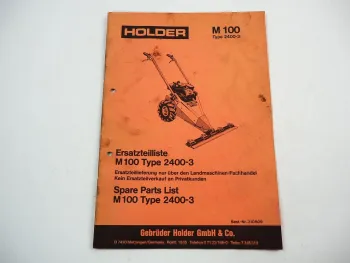 HOLDER
M 100
Type 2400-3
Ersatzteilliste
M 100 Type 2400-3
Ersatzteillieferung nur über den Landmaschinen-Fachhandel
Kein Ersatzteilverkauf an Privatkunden
Spare Parts List
M 100 Type 2400-3
Gebrüder Holder GmbH & Co.